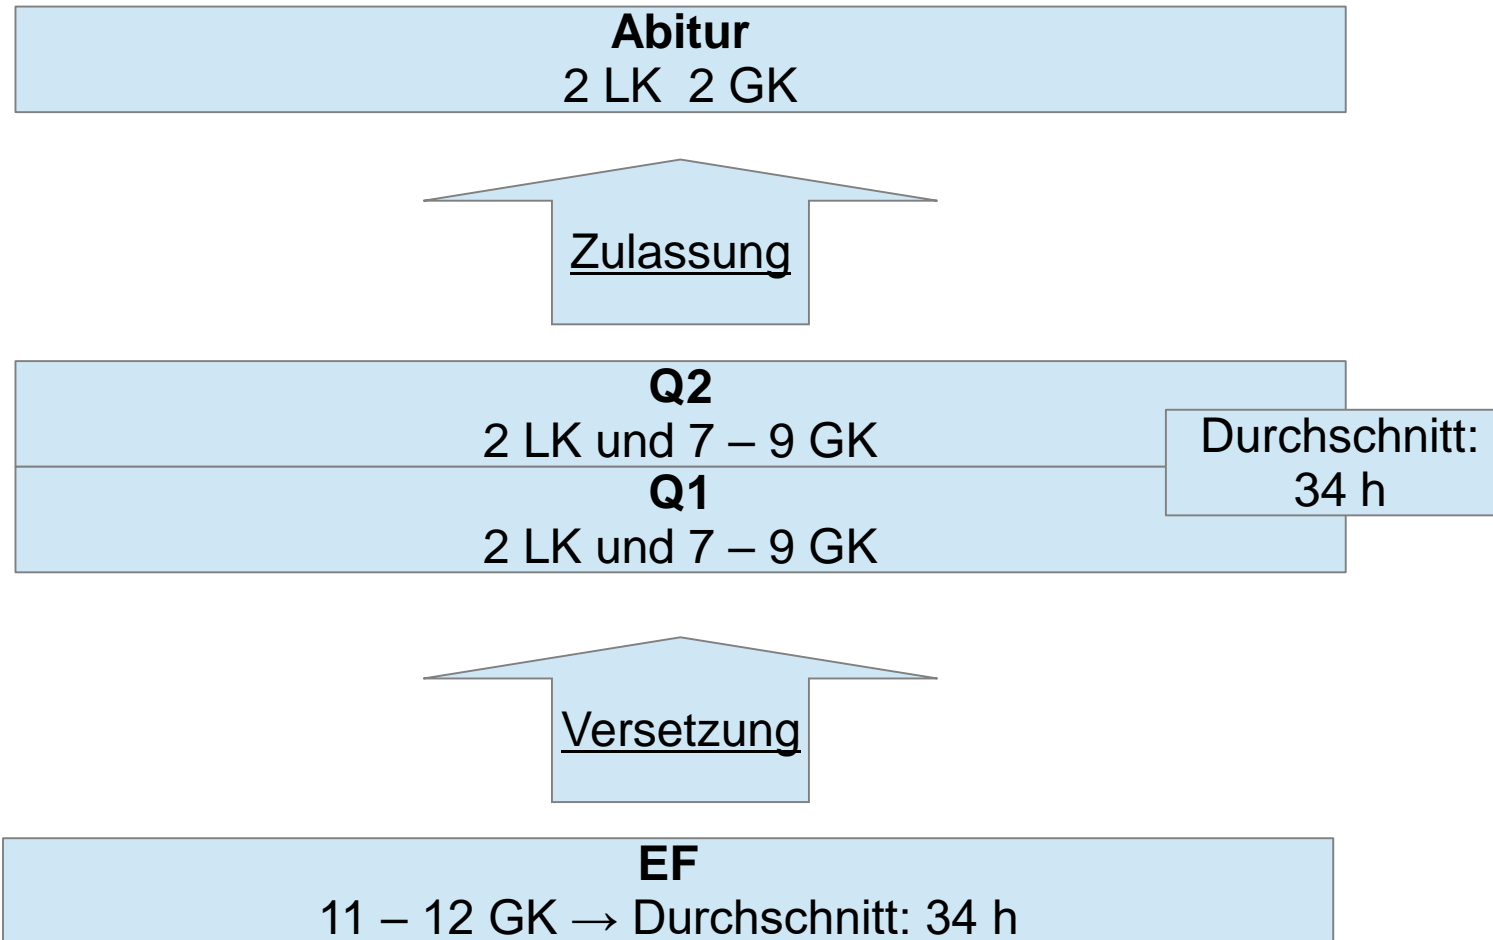 Abitur
2 LK  2 GK
Zulassung
Q2
2 LK und 7 – 9 GK
Durchschnitt:
34 h
Q1
2 LK und 7 – 9 GK
Versetzung
EF
11 – 12 GK → Durchschnitt: 34 h